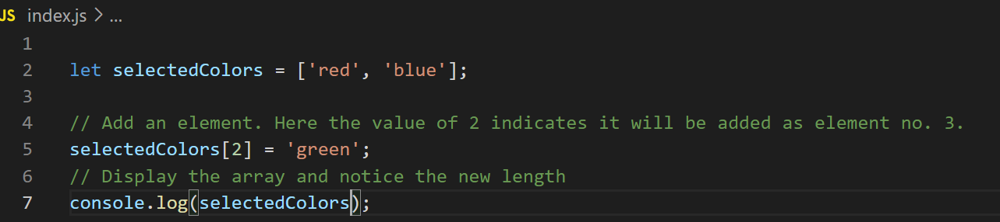 JS index.js > ...
1
2 let selectedColors = ['red', 'blue'];
3
4 // Add an element. Here the value of 2 indicates it will be added as element no. 3.
5 selectedColors[2] = 'green';
6 // Display the array and notice the new length
7 console.log(selectedColors);